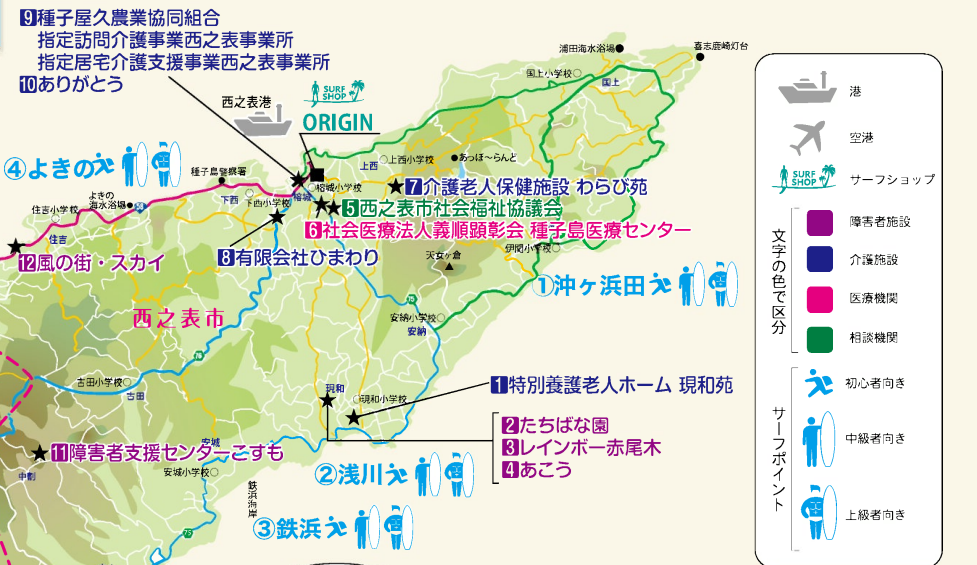 9 種子屋久農業協同組合
指定訪問介護事業西之表事業所
指定居宅介護支援事業西之表事業所
10 ありがとう
西之表港
SURF SHOP
ORIGIN
浦田海水浴場
喜志鹿崎灯台
国上小学校
国上
④よきの
種子島警察署
上西
上西小学校
あっぽ〜らんど
よきの
海水浴場
住吉小学校
58
住吉
下西
下西小学校
榕城
榕城小学校
7 介護老人保健施設 わらび苑
5 西之表市社会福祉協議会
6 社会医療法人義順顕彰会 種子島医療センター
12 風の街・スカイ
8 有限会社ひまわり
天女ヶ倉
伊関小学校
①沖ヶ浜田
西之表市
75
安納小学校
安納
76
古田小学校
古田
現和
現和小学校
1 特別養護老人ホーム 現和苑
2 たちばな園
3 レインボー赤尾木
4 あこう
11 障害者支援センターこすも
中割
安城
安城小学校
②浅川
鉄浜海岸
③鉄浜
75
港
空港
SURF SHOP
サーフショップ
文字の色で区分
障害者施設
介護施設
医療機関
相談機関
サーフポイント
初心者向き
中級者向き
上級者向き